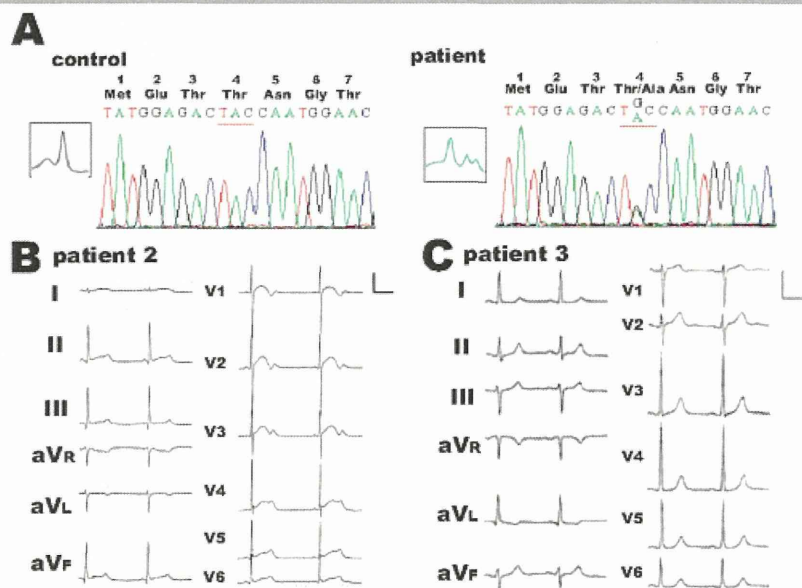 A
control
1 2 3 4 5 6 7
Met Glu Thr Thr Asn Gly Thr
TATGGAGACTACCAATGGAAC
patient
1 2 3 4 5 6 7
Met Glu Thr Thr/Ala Asn Gly Thr
G
TATGGAGACT CCAATGGAAC
A
B patient 2
I
II
III
aVR
aVL
aVF
V1
V2
V3
V4
V5
V6
C patient 3
I
II
III
aVR
aVL
aVF
V1
V2
V3
V4
V5
V6